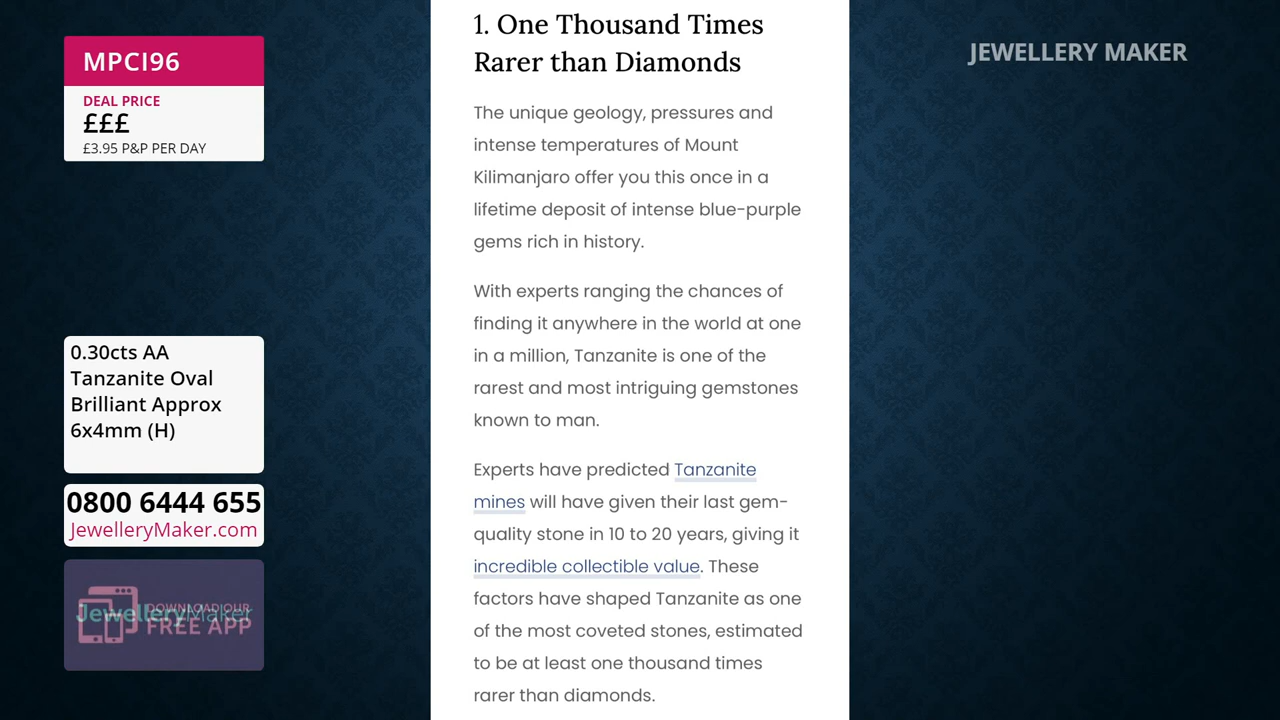 MPCI96
DEAL PRICE
£££
£3.95 P&P PER DAY
0.30cts AA
Tanzanite Oval
Brilliant Approx
6x4mm (H)
0800 6444 655
JewelleryMaker.com
JewelleryMaker
DOWNLOAD OUR
FREE APP
1. One Thousand Times
Rarer than Diamonds
The unique geology, pressures and
intense temperatures of Mount
Kilimanjaro offer you this once in a
lifetime deposit of intense blue-purple
gems rich in history.
With experts ranging the chances of
finding it anywhere in the world at one
in a million, Tanzanite is one of the
rarest and most intriguing gemstones
known to man.
Experts have predicted Tanzanite
mines will have given their last gem-
quality stone in 10 to 20 years, giving it
incredible collectible value. These
factors have shaped Tanzanite as one
of the most coveted stones, estimated
to be at least one thousand times
rarer than diamonds.
JEWELLERY MAKER